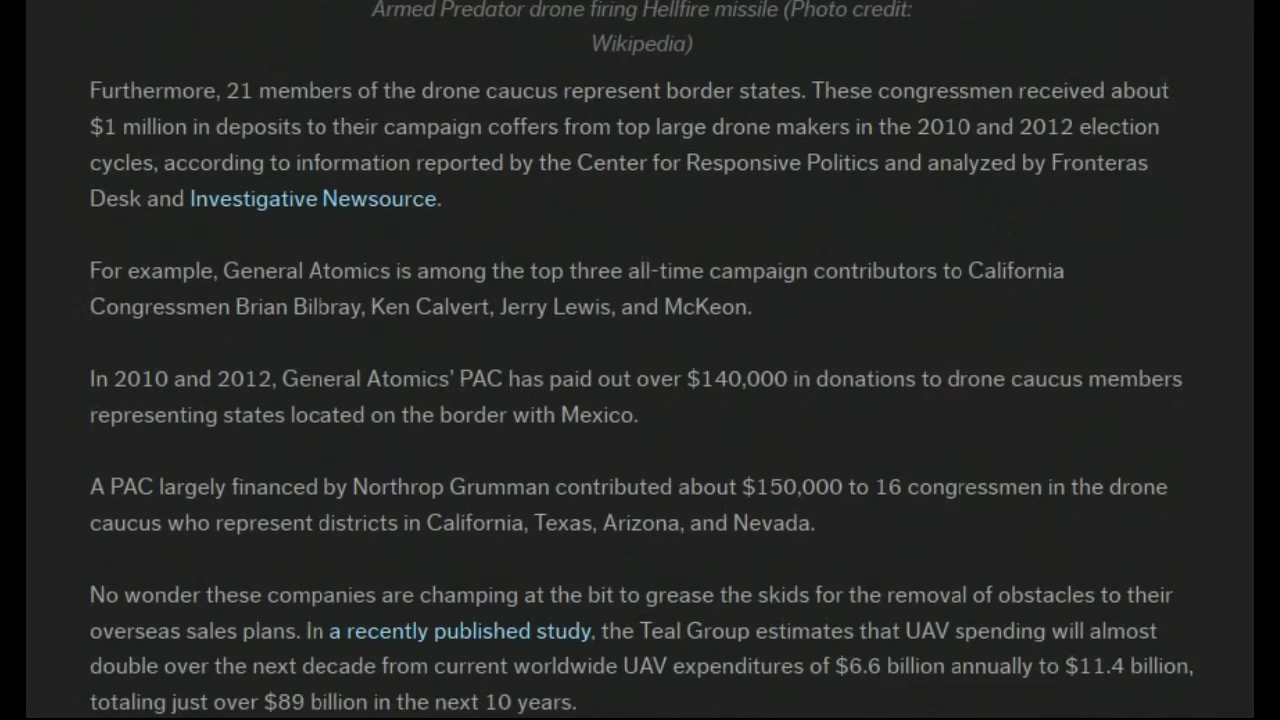 Armed Predator drone firing Hellfire missile (Photo credit:
Wikipedia)
Furthermore, 21 members of the drone caucus represent border states. These congressmen received about
$1 million in deposits to their campaign coffers from top large drone makers in the 2010 and 2012 election
cycles, according to information reported by the Center for Responsive Politics and analyzed by Fronteras
Desk and Investigative Newsource.
For example, General Atomics is among the top three all-time campaign contributors to California
Congressmen Brian Bilbray, Ken Calvert, Jerry Lewis, and McKeon.
In 2010 and 2012, General Atomics’ PAC has paid out over $140,000 in donations to drone caucus members
representing states located on the border with Mexico.
A PAC largely financed by Northrop Grumman contributed about $150,000 to 16 congressmen in the drone
caucus who represent districts in California, Texas, Arizona, and Nevada.
No wonder these companies are champing at the bit to grease the skids for the removal of obstacles to their
overseas sales plans. In a recently published study, the Teal Group estimates that UAV spending will almost
double over the next decade from current worldwide UAV expenditures of $6.6 billion annually to $11.4 billion,
totaling just over $89 billion in the next 10 years.